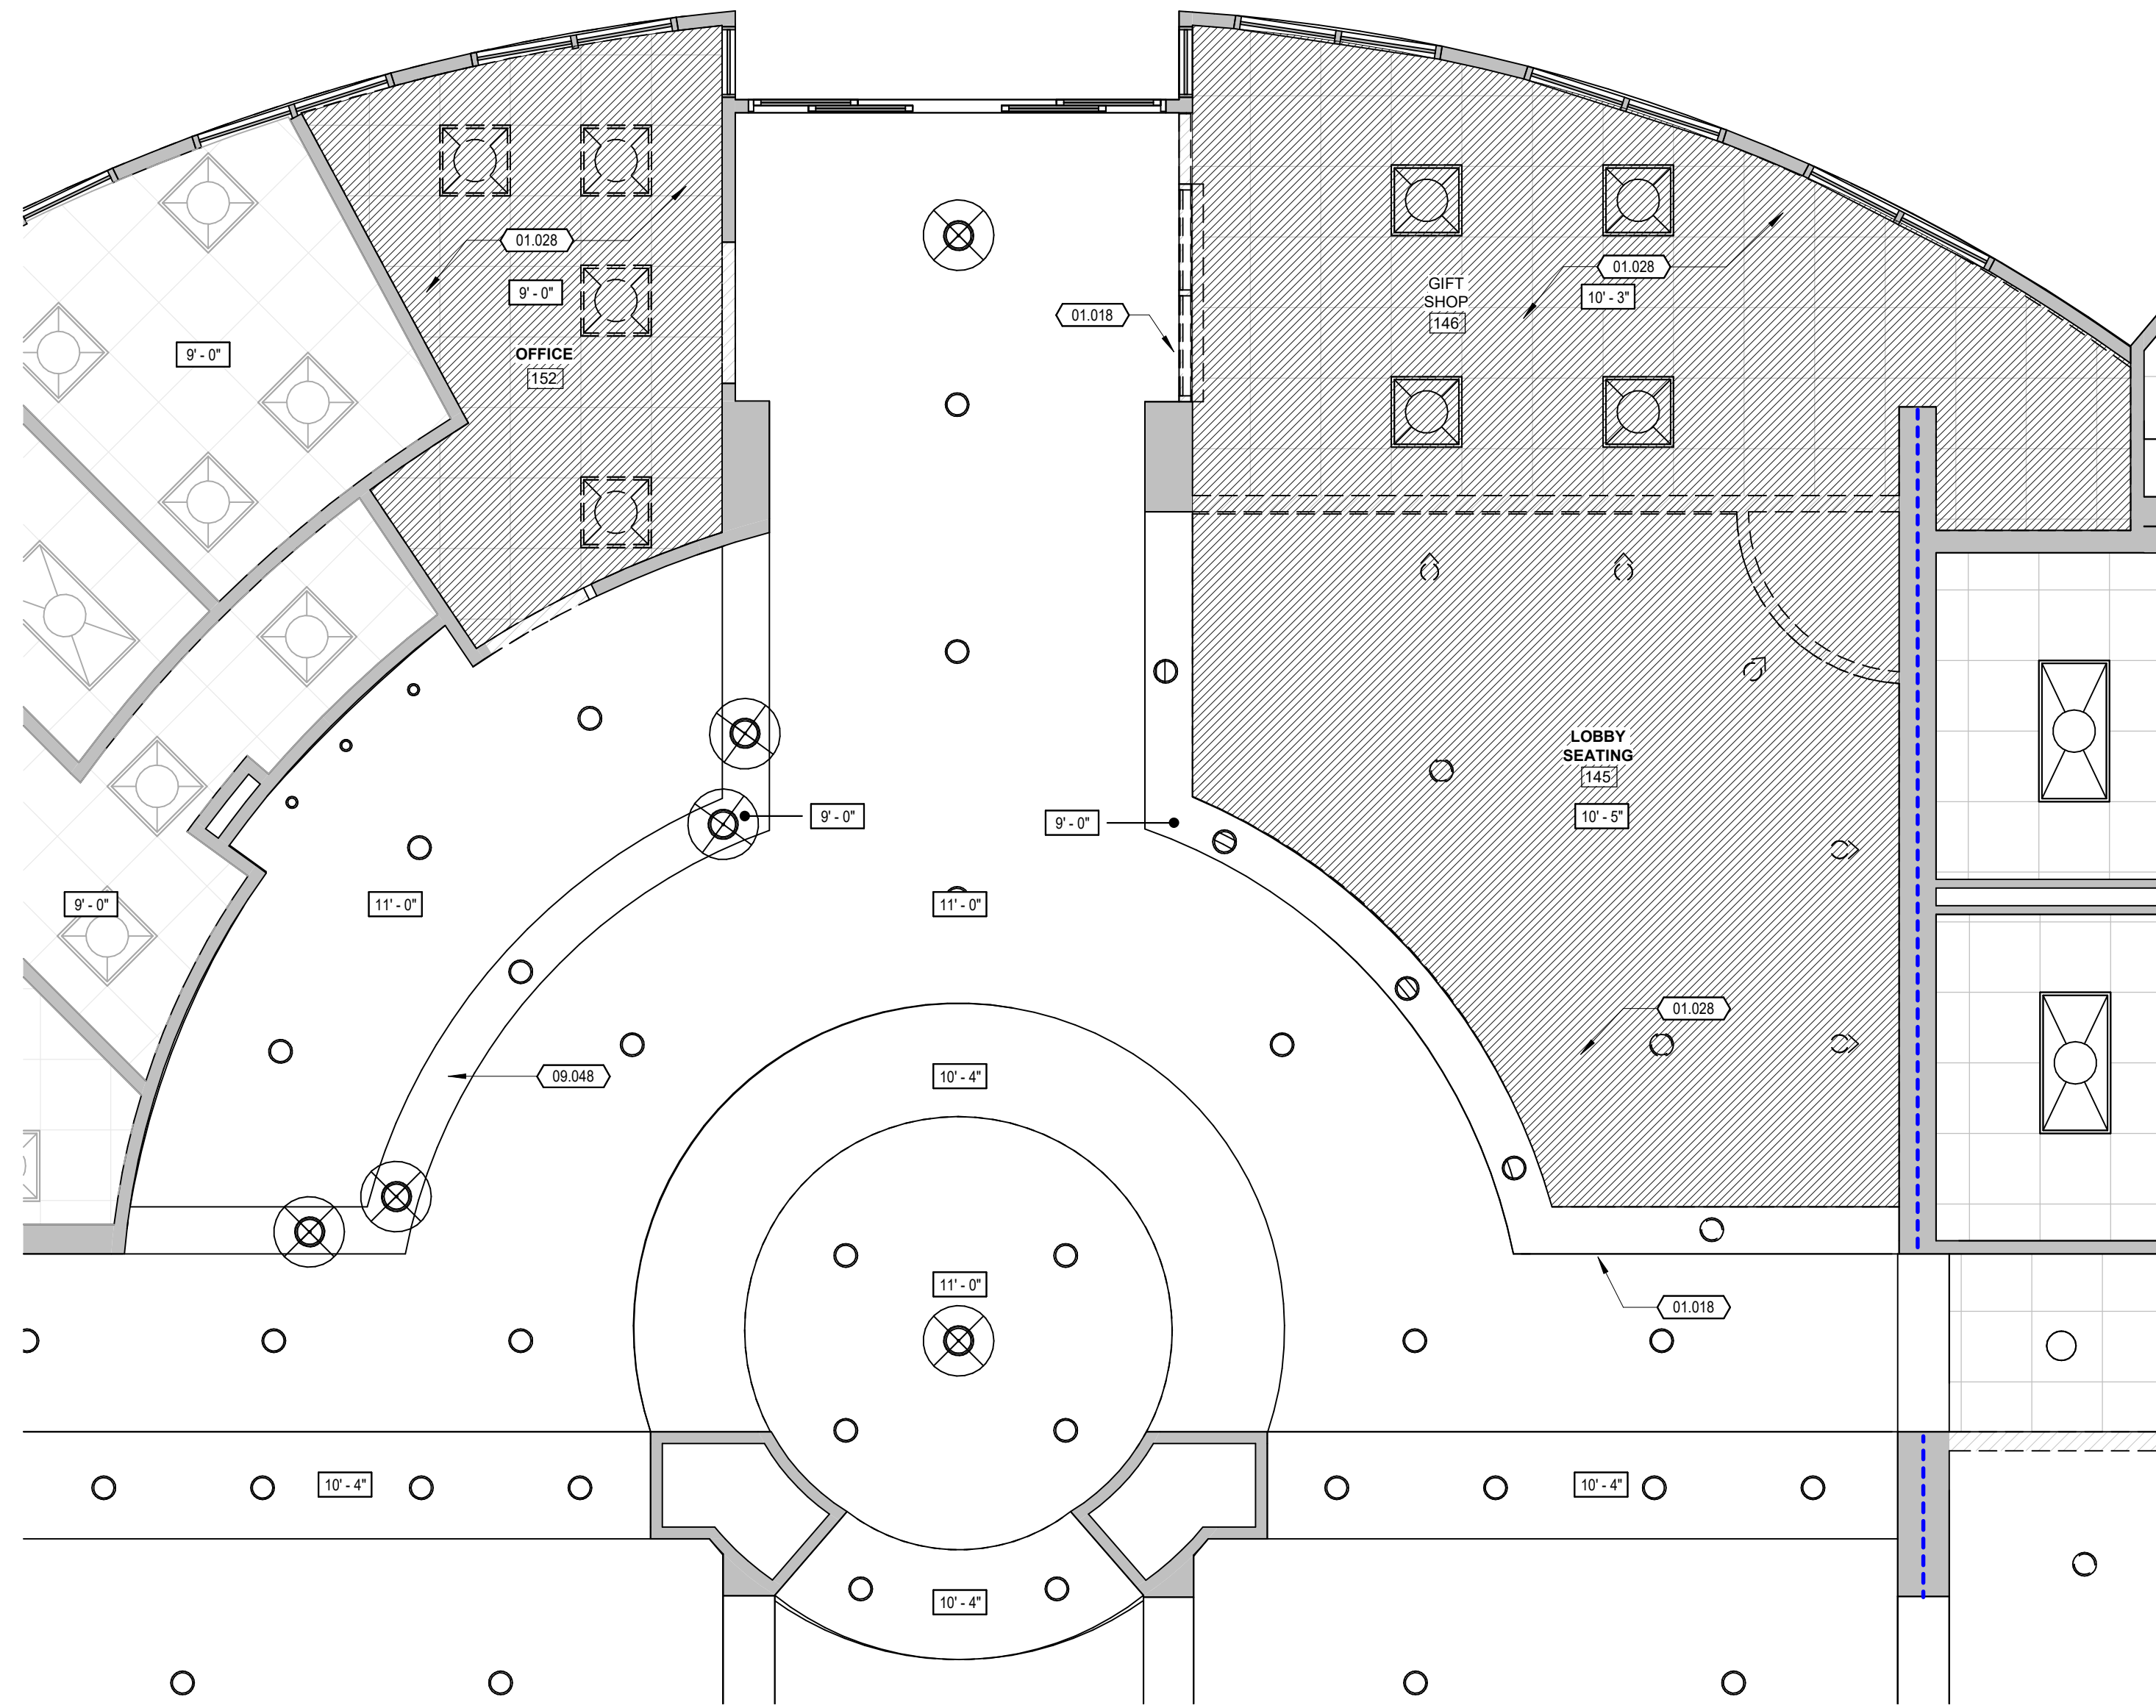 01.028
9' - 0"
OFFICE
152
9' - 0"
01.018
GIFT
SHOP
146
01.028
10' - 3"
LOBBY
SEATING
145
10' - 5"
9' - 0"
9' - 0"
9' - 0"
11' - 0"
11' - 0"
01.028
09.048
10' - 4"
11' - 0"
01.018
10' - 4"
10' - 4"
10' - 4"